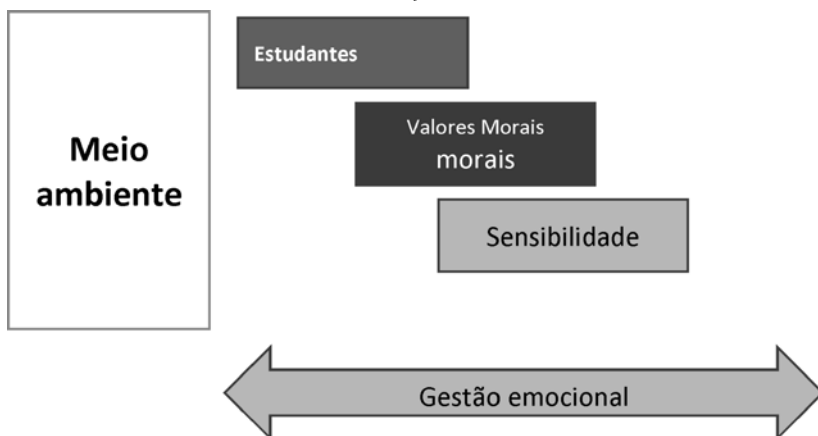 Meio
ambiente
Estudantes
Valores Morais
morais
Sensibilidade
Gestão emocional